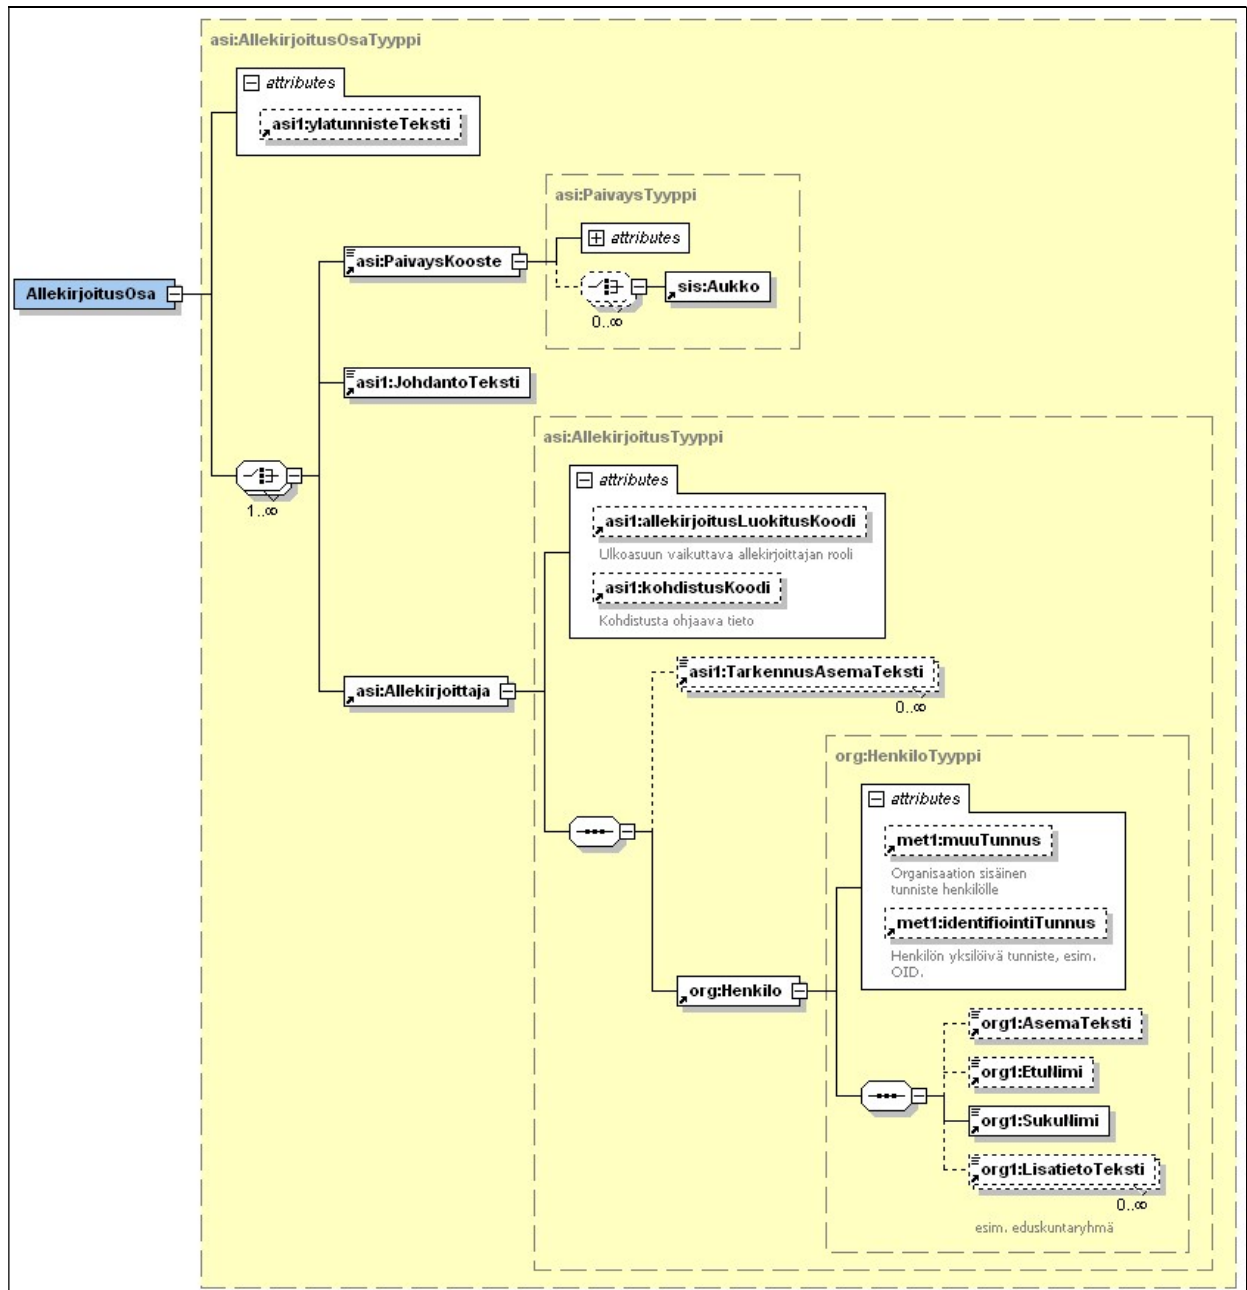 asi:AllekirjoitusOsaTyyppi
attributes
asi1:ylatunnisteTeksti
asi:PaivaysTyyppi
attributes
asi:PaivaysKooste
AllekirjoitusOsa
sis:Aukko
0..∞
asi1:JohdantoTeksti
asi:AllekirjoitusTyyppi
attributes
1..∞
asi1:allekirjoitusLuokitusKoodi
Ulkoasuun vaikuttava allekirjoittajan rooli
asi1:kohdistusKoodi
Kohdistusta ohjaava tieto
asi1:TarkennusAsemaTeksti
0..∞
asi:Allekirjoittaja
org:HenkiloTyyppi
attributes
met1:muuTunnus
Organisaation sisäinen
tunniste henkilölle
met1:identifiointiTunnus
Henkilön yksilöivä tunniste, esim.
OID.
org:Henkilo
org1:AsemaTeksti
org1:EtuNimi
org1:SukuNimi
org1:LisatietoTeksti
0..∞
esim. eduskuntaryhmä